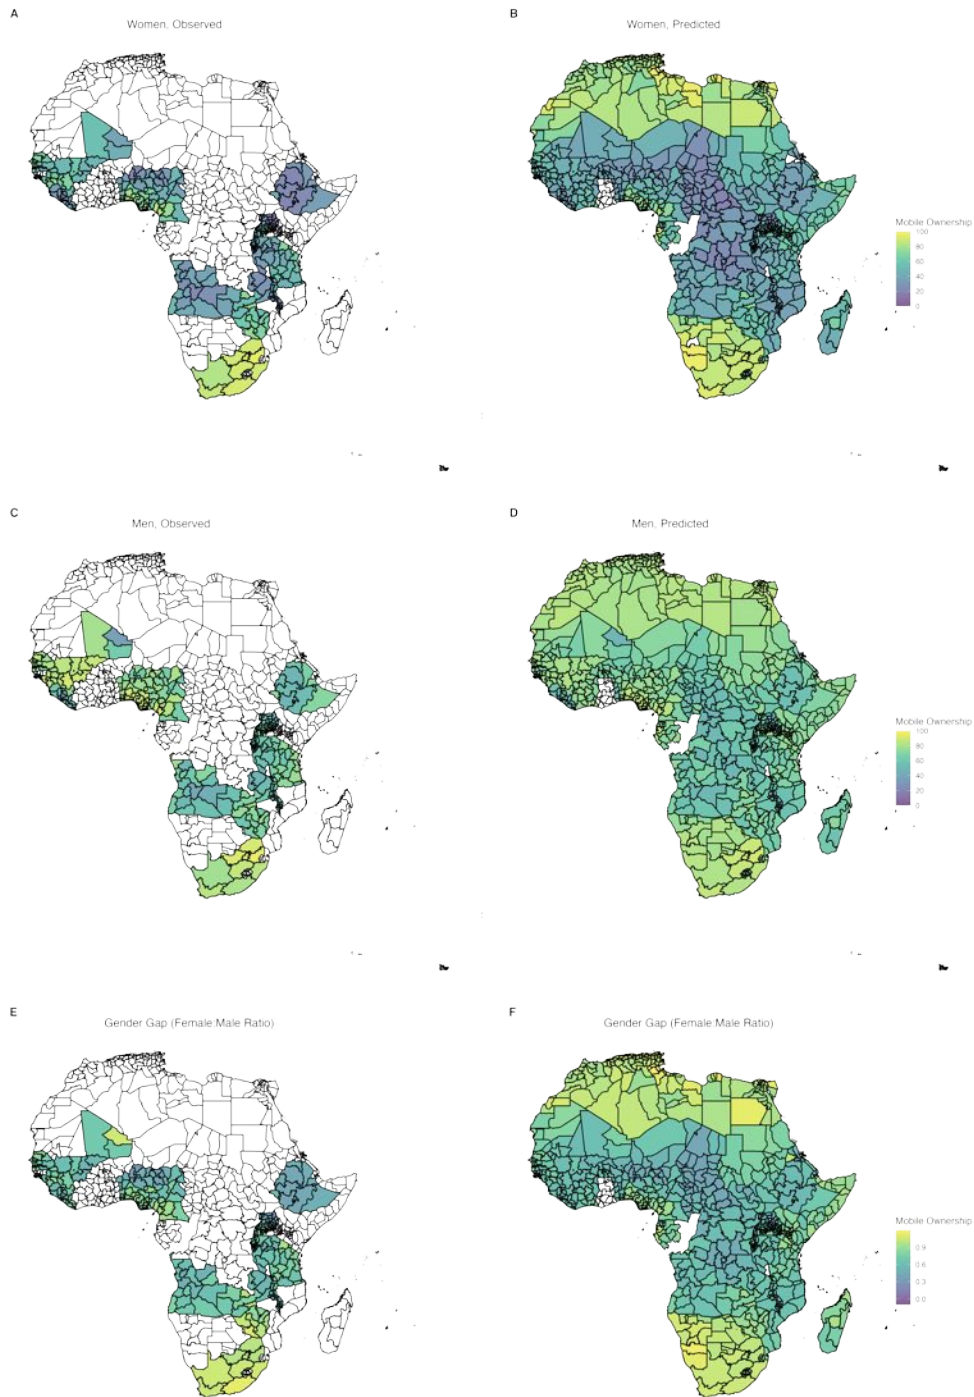 A
Women, Observed
B
Women, Predicted
Mobile Ownership
100
80
60
40
20
0
C
Men, Observed
D
Men, Predicted
Mobile Ownership
100
80
60
40
20
0
E
Gender Gap (Female:Male Ratio)
F
Gender Gap (Female:Male Ratio)
Mobile Ownership
0.9
0.6
0.3
0.0